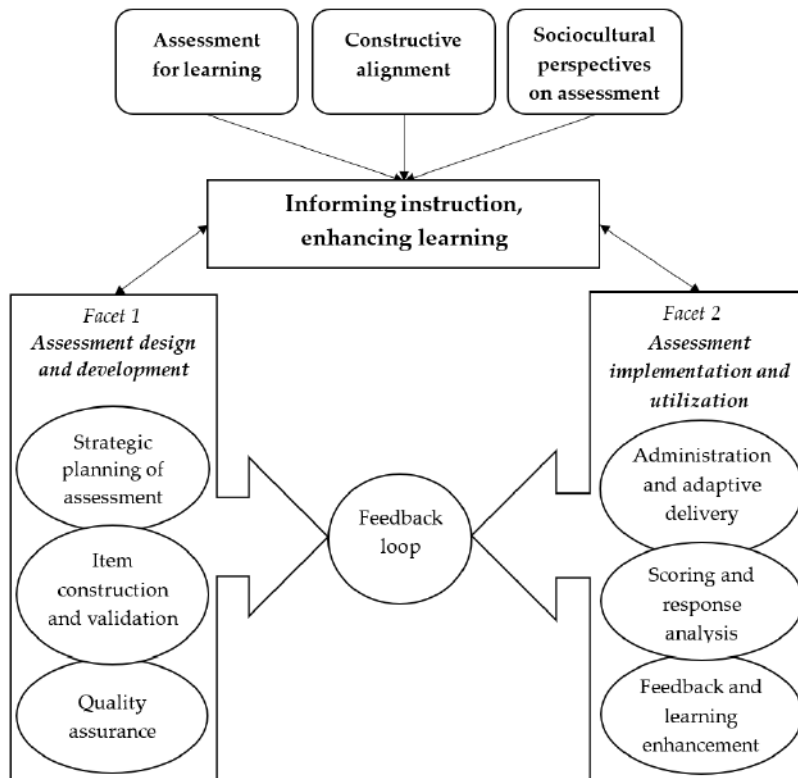 Assessment
for learning
Constructive
alignment
Sociocultural
perspectives
on assessment
Informing instruction,
enhancing learning
Facet 1
Assessment design
and development
Strategic
planning of
assessment
Item
construction
and validation
Quality
assurance
Feedback
loop
Facet 2
Assessment
implementation and
utilization
Administration
and adaptive
delivery
Scoring and
response
analysis
Feedback and
learning
enhancement